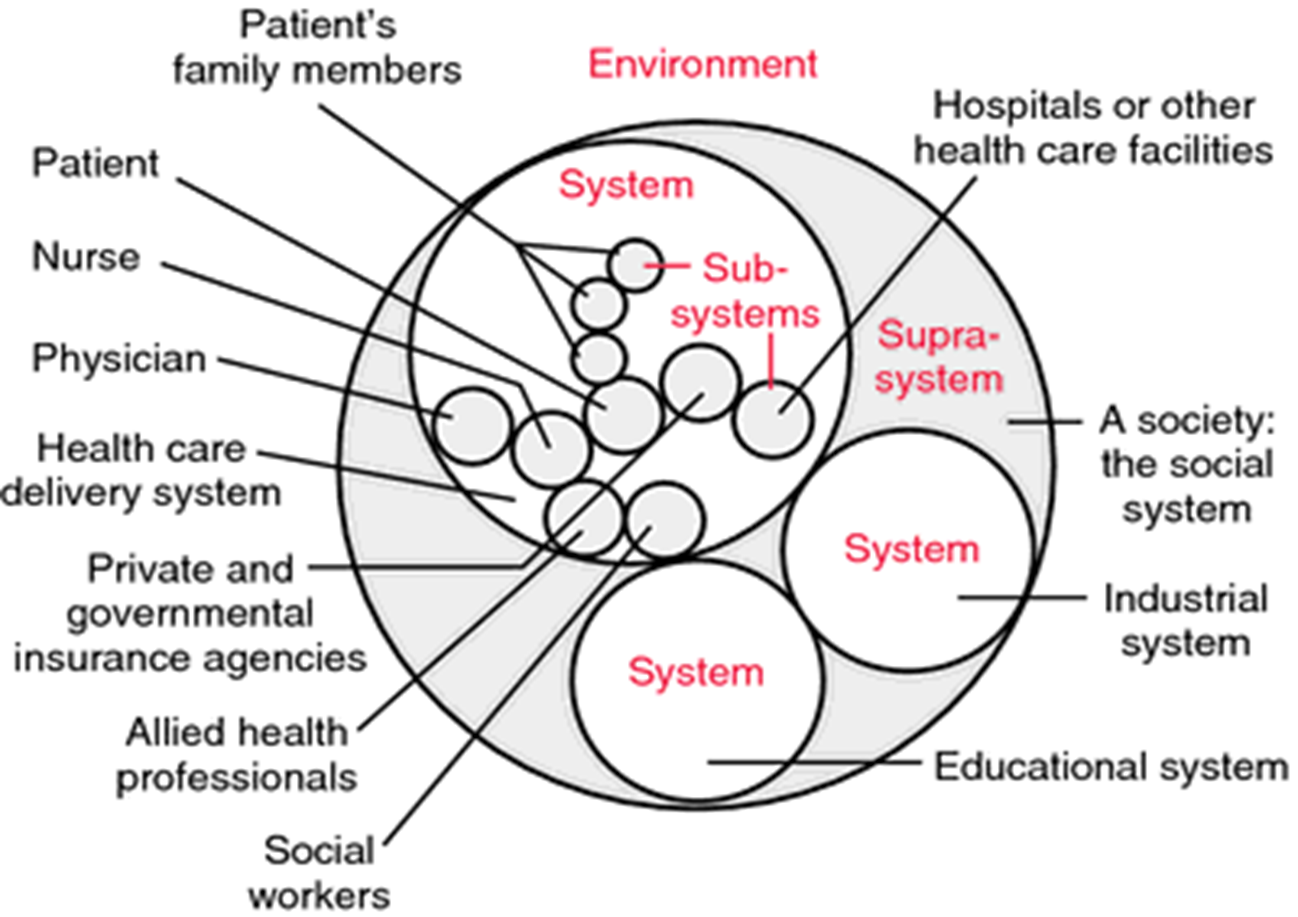 Patient's
family members
Environment
Hospitals or other
health care facilities
Patient
System
Nurse
Sub-
systems
Physician
Supra-
system
Health care
delivery system
A society:
the social
system
Private and
governmental
insurance agencies
System
Industrial
system
System
Allied health
professionals
Educational system
Social
workers